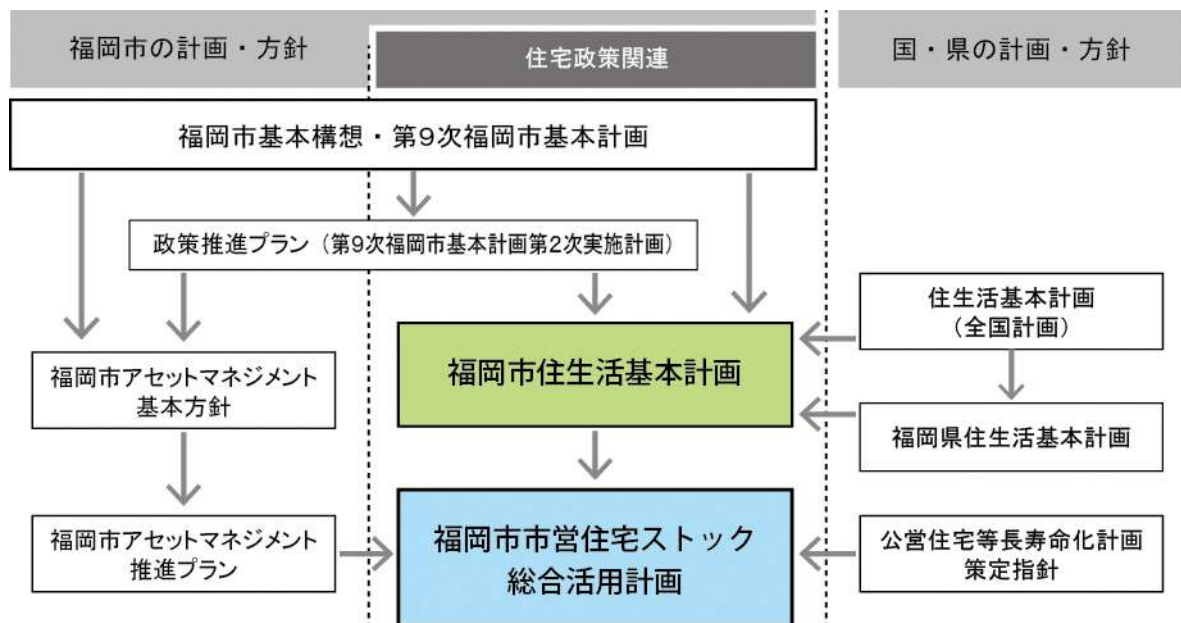 福岡市の計画・方針
住宅政策関連
国・県の計画・方針
福岡市基本構想・第9次福岡市基本計画
政策推進プラン（第9次福岡市基本計画第2次実施計画）
住生活基本計画
（全国計画）
福岡市アセットマネジメント
基本方針
福岡市住生活基本計画
福岡県住生活基本計画
福岡市アセットマネジメント
推進プラン
福岡市市営住宅ストック
総合活用計画
公営住宅等長寿命化計画
策定指針